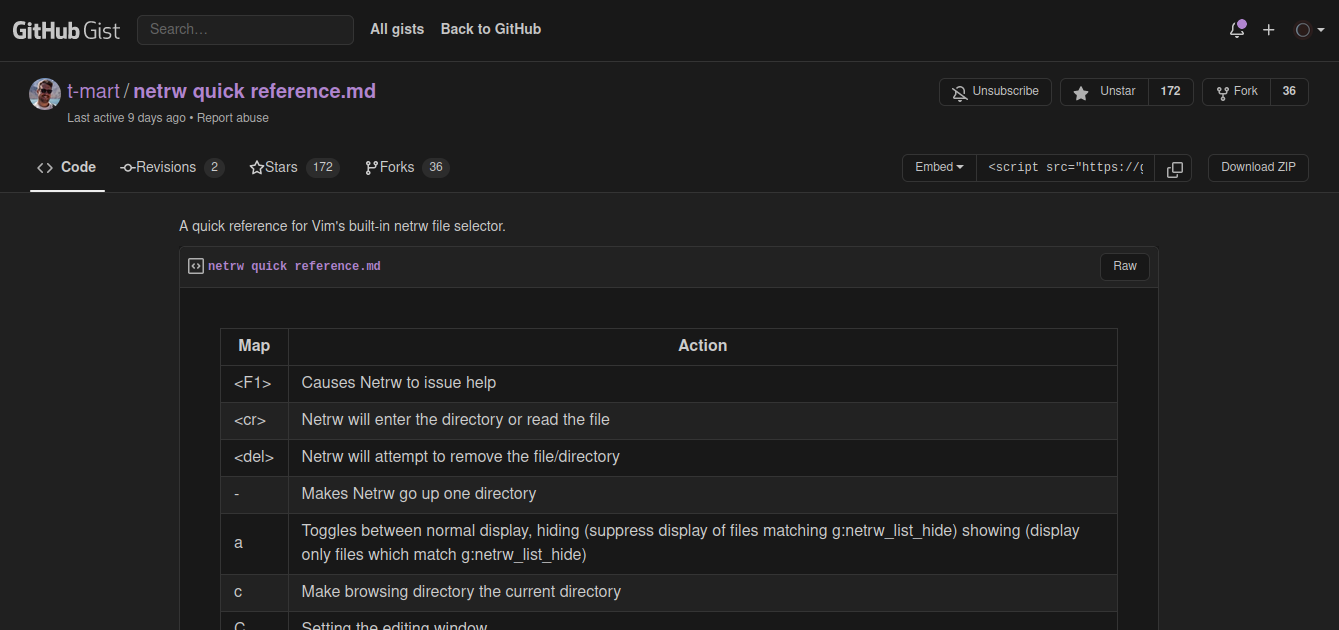 GitHub Gist Search... All gists Back to GitHub
t-mart / netrw quick reference.md Unsubscribe Unstar 172 Fork 36
Last active 9 days ago • Report abuse
Code Revisions 2 Stars 172 Forks 36 Embed <script src="https://g Download ZIP
A quick reference for Vim's built-in netrw file selector.
netrw quick reference.md Raw
Map Action
<F1> Causes Netrw to issue help
<cr> Netrw will enter the directory or read the file
<del> Netrw will attempt to remove the file/directory
- Makes Netrw go up one directory
a Toggles between normal display, hiding (suppress display of files matching g:netrw_list_hide) showing (display
only files which match g:netrw_list_hide)
c Make browsing directory the current directory
C Setting the editing window